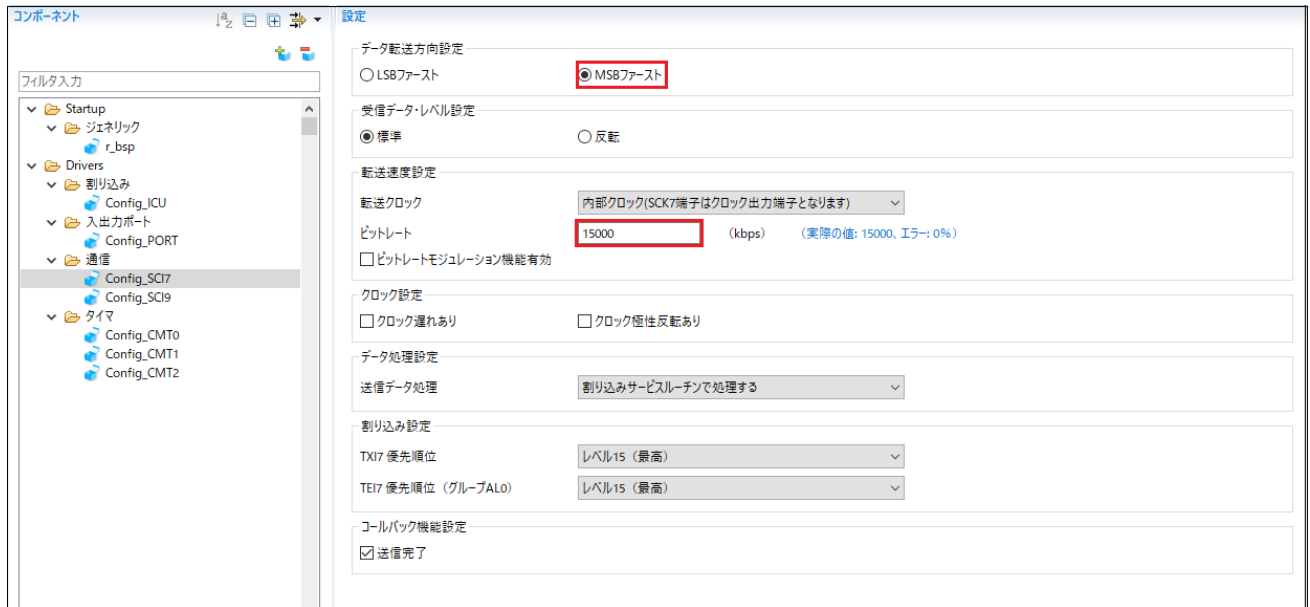 コンポーネント
フィルタ入力
Startup
ジェネリック
r_bsp
Drivers
割り込み
Config_ICU
入出力ポート
Config_PORT
通信
Config_SCI7
Config_SCI9
タイマ
Config_CMT0
Config_CMT1
Config_CMT2
設定
データ転送方向設定
LSBファースト MSBファースト
受信データ・レベル設定
標準 反転
転送速度設定
転送クロック 内部クロック(SCK7端子はクロック出力端子となります)
ビットレート 15000 (kbps) (実際の値: 15000、エラー: 0%)
ビットレートモジュレーション機能有効
クロック設定
クロック遅れあり クロック極性反転あり
データ処理設定
送信データ処理 割り込みサービスルーチンで処理する
割り込み設定
TXI7 優先順位 レベル15（最高）
TEI7 優先順位（グループAL0） レベル15（最高）
コールバック機能設定
送信完了